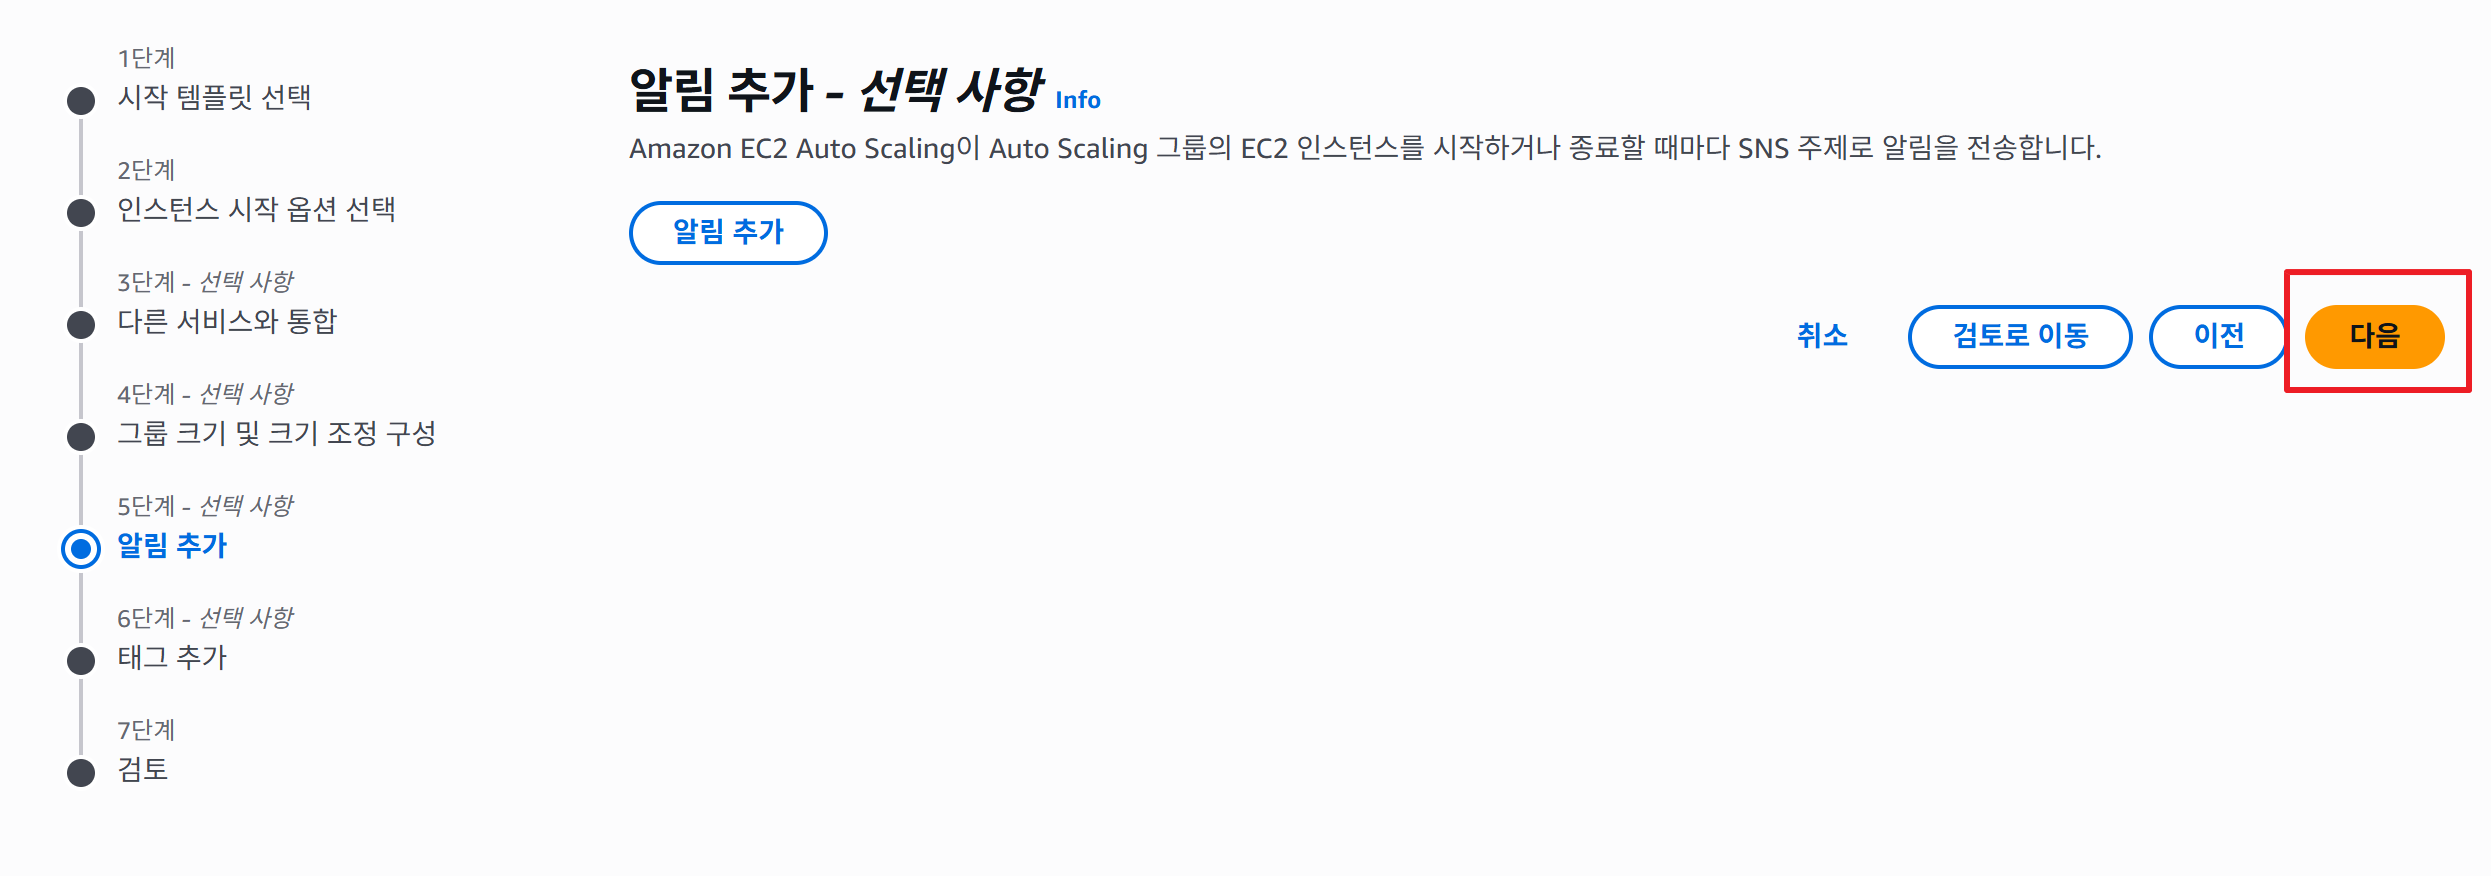 1단계
시작 템플릿 선택
2단계
인스턴스 시작 옵션 선택
3단계 - 선택 사항
다른 서비스와 통합
4단계 - 선택 사항
그룹 크기 및 크기 조정 구성
5단계 - 선택 사항
알림 추가
6단계 - 선택 사항
태그 추가
7단계
검토
알림 추가 - 선택 사항 Info
Amazon EC2 Auto Scaling이 Auto Scaling 그룹의 EC2 인스턴스를 시작하거나 종료할 때마다 SNS 주제로 알림을 전송합니다.
알림 추가
취소 검토로 이동 이전 다음